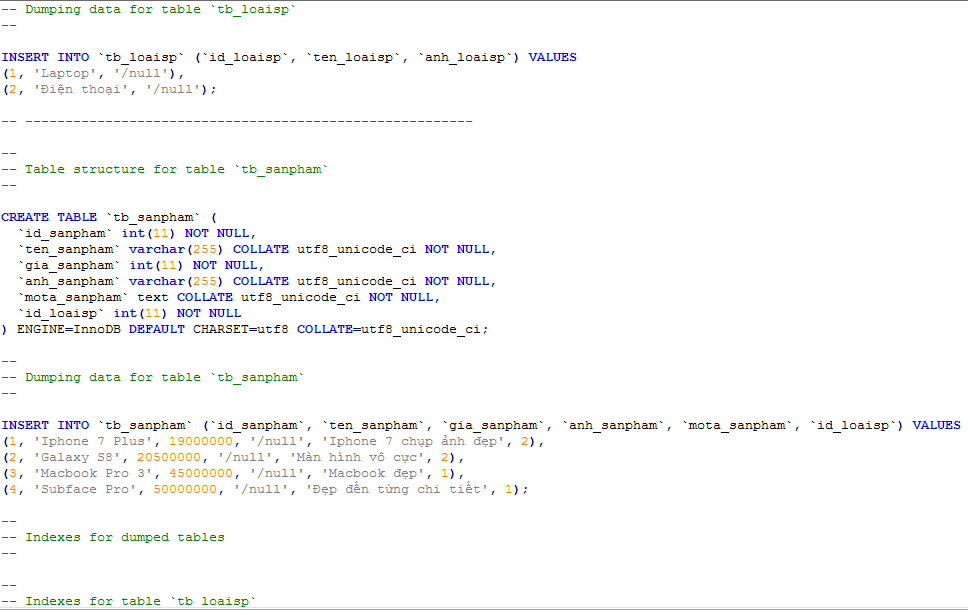 -- Dumping data for table `tb_loaisp`
--
INSERT INTO `tb_loaisp` (`id_loaisp`, `ten_loaisp`, `anh_loaisp`) VALUES
(1, 'Laptop', '/null'),
(2, 'Điện thoại', '/null');
-- --------------------------------------------------------
--
-- Table structure for table `tb_sanpham`
--
CREATE TABLE `tb_sanpham` (
`id_sanpham` int(11) NOT NULL,
`ten_sanpham` varchar(255) COLLATE utf8_unicode_ci NOT NULL,
`gia_sanpham` int(11) NOT NULL,
`anh_sanpham` varchar(255) COLLATE utf8_unicode_ci NOT NULL,
`mota_sanpham` text COLLATE utf8_unicode_ci NOT NULL,
`id_loaisp` int(11) NOT NULL
) ENGINE=InnoDB DEFAULT CHARSET=utf8 COLLATE=utf8_unicode_ci;
--
-- Dumping data for table `tb_sanpham`
--
INSERT INTO `tb_sanpham` (`id_sanpham`, `ten_sanpham`, `gia_sanpham`, `anh_sanpham`, `mota_sanpham`, `id_loaisp`) VALUES
(1, 'Iphone 7 Plus', 19000000, '/null', 'Iphone 7 chụp ảnh đẹp', 2),
(2, 'Galaxy S8', 20500000, '/null', 'Màn hình vô cực', 2),
(3, 'Macbook Pro 3', 45000000, '/null', 'Macbook đẹp', 1),
(4, 'Subface Pro', 50000000, '/null', 'Đẹp đến từng chi tiết', 1);
--
-- Indexes for dumped tables
--
--
-- Indexes for table `tb_loaisp`